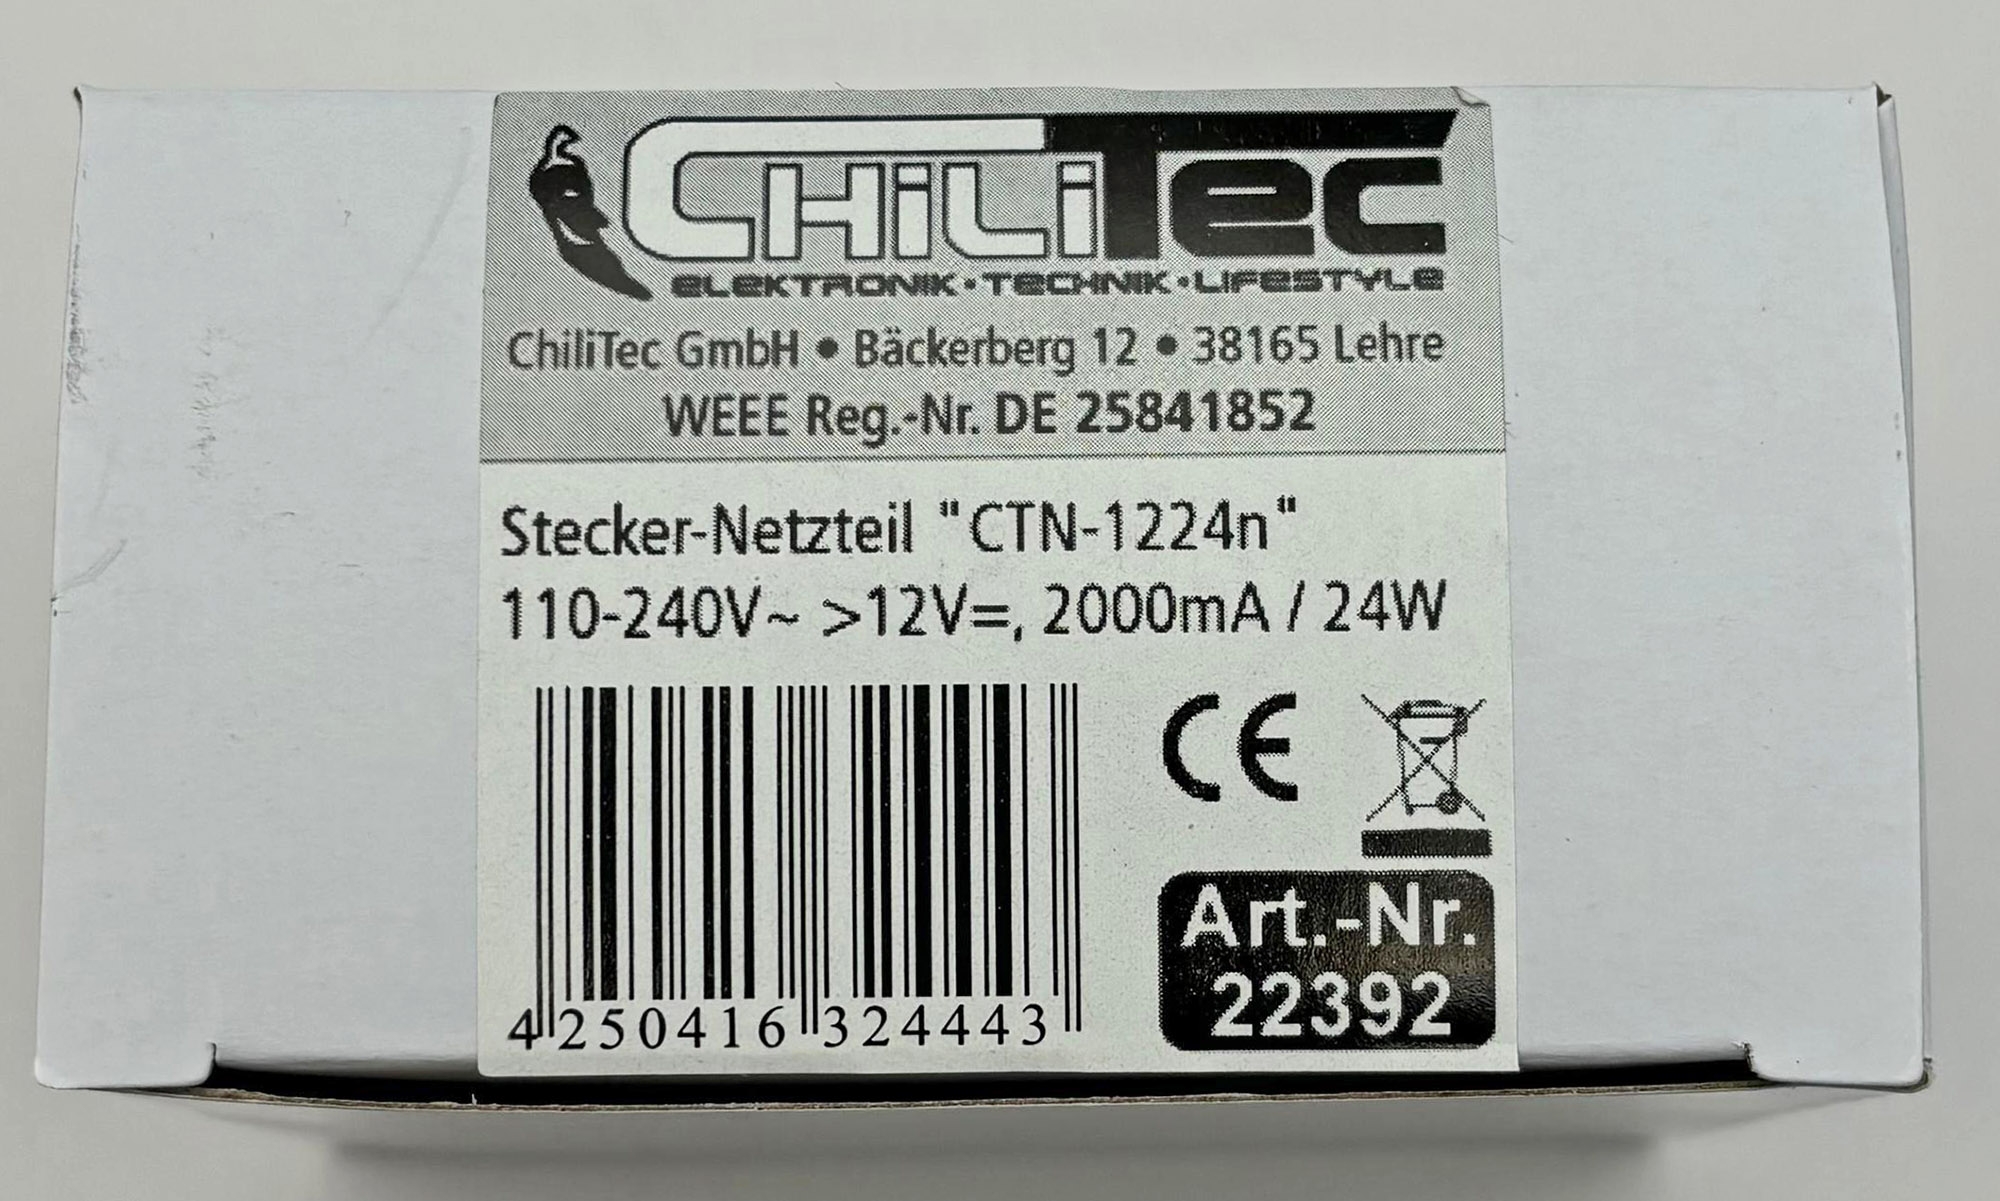 CHiLiTec
ELEKTRONIK · TECHNIK · LIFESTYLE
ChiliTec GmbH • Bäckerberg 12 • 38165 Lehre
WEEE Reg.-Nr. DE 25841852
Stecker-Netzteil "CTN-1224n"
110-240V~ >12V=, 2000mA / 24W
CE
Art.-Nr.
22392
4 250416 324443